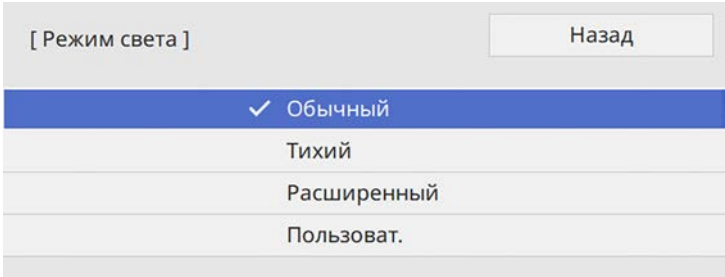 [ Режим света ]
Назад
Обычный
Тихий
Расширенный
Пользоват.